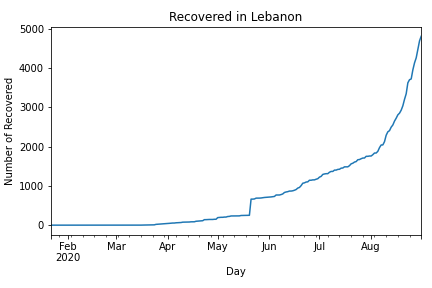 Recovered in Lebanon
Number of Recovered
5000
4000
3000
2000
1000
0
Feb
2020
Mar
Apr
May
Jun
Jul
Aug
Day